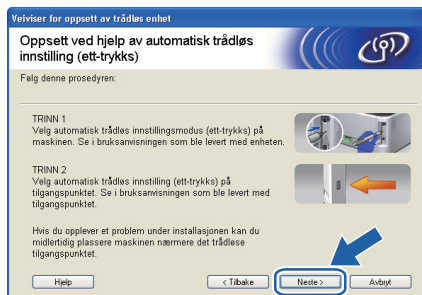 Veiviser for oppsett av trådløs enhet
Oppsett ved hjelp av automatisk trådløs
innstilling (ett-trykks)
Følg denne prosedyren:
TRINN 1
Velg automatisk trådløs innstillingsmodus (ett-trykks) på
maskinen. Se i bruksanvisningen som ble levert med enheten.
TRINN 2
Velg automatisk trådløs innstilling (ett-trykks) på
tilgangspunktet. Se i bruksanvisningen som ble levert med
tilgangspunktet.
Hvis du opplever et problem under installasjonen kan du
midlertidig plassere maskinen nærmere det trådløse
tilgangspunktet.
Hjelp
< Tilbake
Neste >
Avbryt